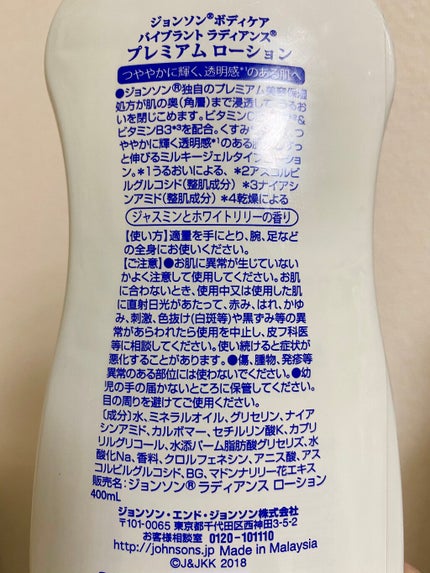 ジョンソン®ボディケア
バイブラント ラディアンス®
プレミアム ローション
つややかに輝く、透明感*¹のある肌へ
●ジョンソン®独自のプレミアム美容保湿
処方が肌の奥(角層)まで浸透してうるお
いを閉じこめます。ビタミンC &
ビタミンB3*³を配合。くすみ つ
ややかに輝く透明感*¹のある っ
と伸びるミルキージェルタイ ショ
ン。*1うるおいによる、*2アスコルビ
ルグルコシド(整肌成分) *3ナイアシ
ンアミド(整肌成分) *4乾燥による
ジャスミンとホワイトリリーの香り
【使い方】適量を手にとり、腕、足など
の全身にお使いください。
【ご注意】●お肌に異常が生じていない
かよく注意して使用してください。お肌
に合わないとき、使用中又は使用した肌
に直射日光があたって、赤み、はれ、かゆ
み、刺激、色抜け(白斑等)や黒ずみ等の異
常があらわれたら使用を中止し、皮フ科医
等に相談してください。使い続けると症状が
悪化することがあります。●傷、腫物、発疹等
異常のある部位には使わないでください。●幼
児の手の届かないところに保管してください。
目の周りを避けてご使用ください。
〔成分〕水、ミネラルオイル、グリセリン、ナイア
シンアミド、カルボマー、セチルリン酸K、カプリ
リルグリコール、水添パーム脂肪酸グリセリズ、水
酸化Na、香料、クロルフェネシン、アニス酸、アス
コルビルグルコシド、BG、マドンナリリー花エキス
販売名:ジョンソン® ラディアンス ローション
400mL
ジョンソン・エンド・ジョンソン株式会社
〒101-0065 東京都千代田区西神田3-5-2
お客様相談室 0120-101110
http://johnsons.jp Made in Malaysia
©J&JKK 2018